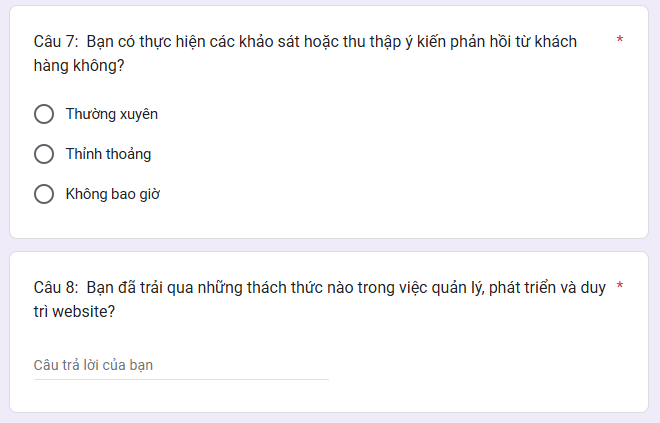 Câu 7:  Bạn có thực hiện các khảo sát hoặc thu thập ý kiến phản hồi từ khách *
hàng không?
Thường xuyên
Thỉnh thoảng
Không bao giờ
Câu 8:  Bạn đã trải qua những thách thức nào trong việc quản lý, phát triển và duy *
trì website?
Câu trả lời của bạn